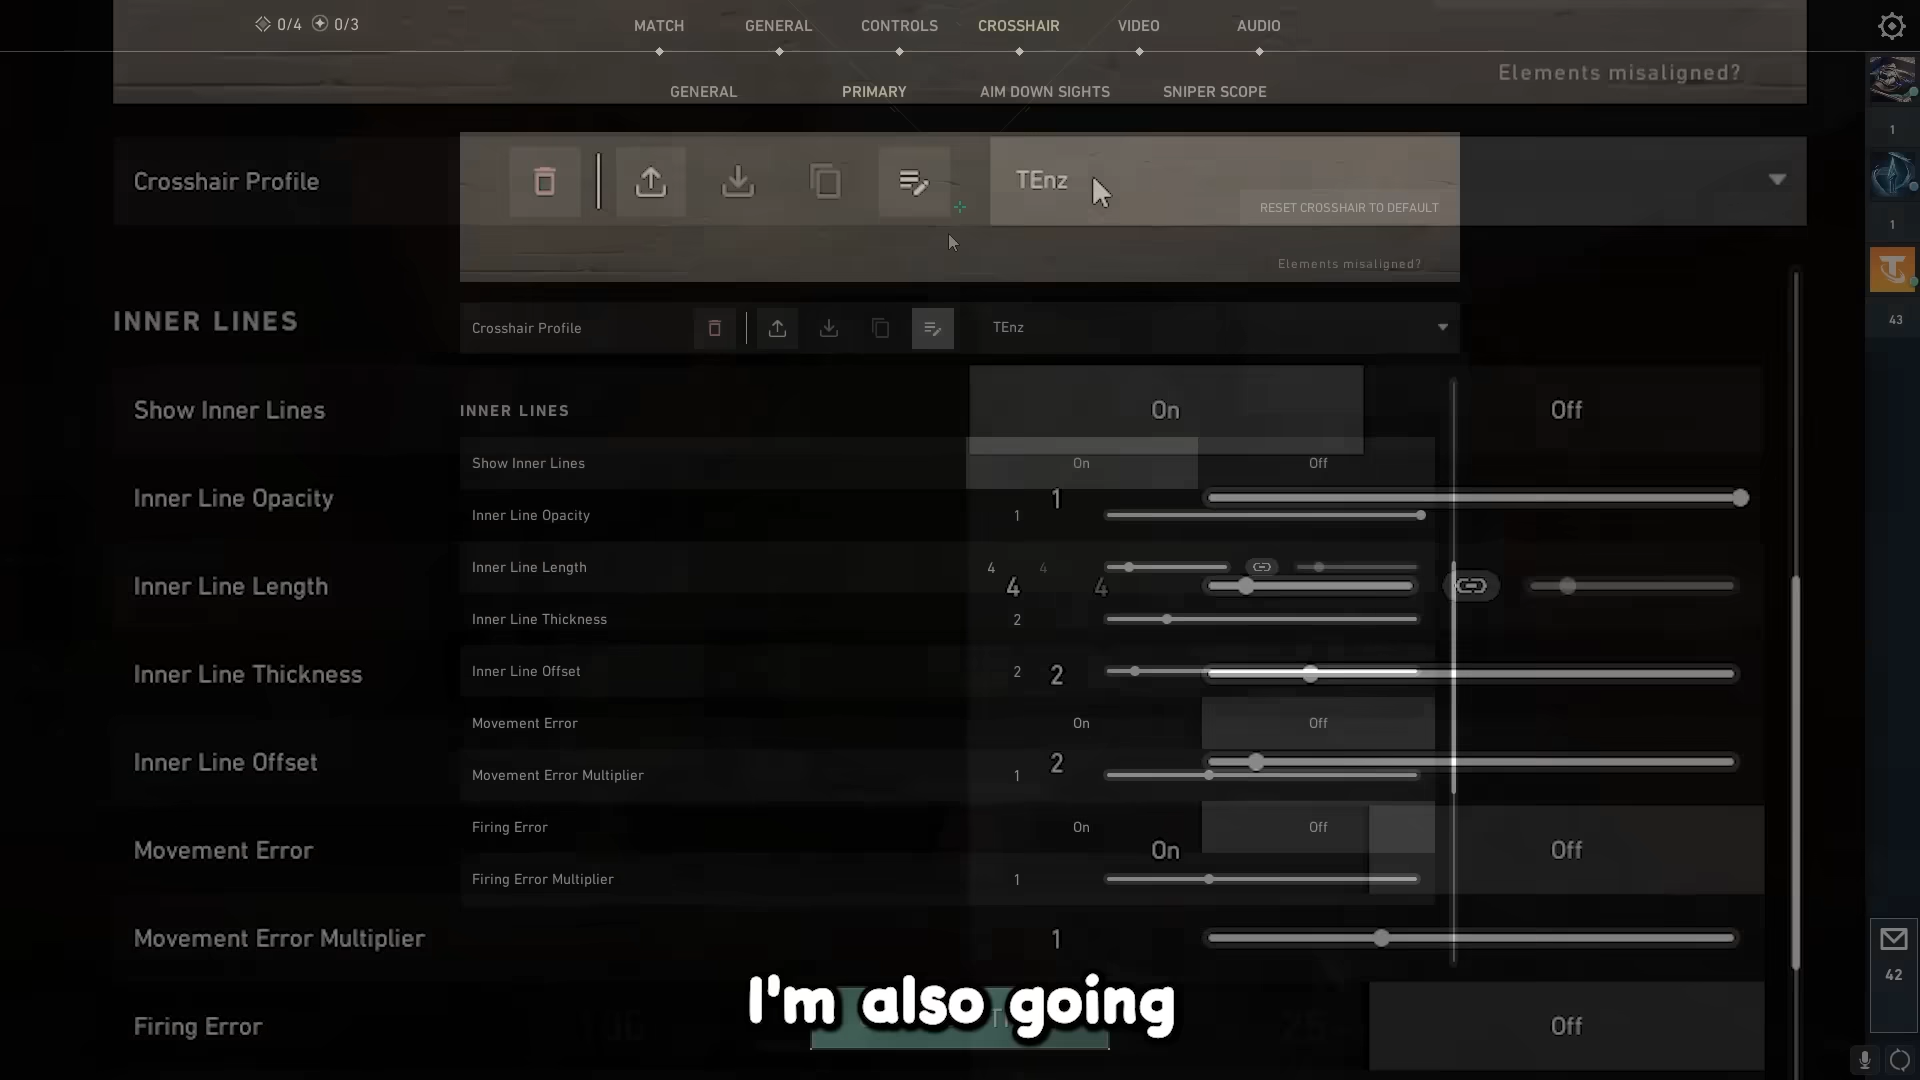 0/4 0/3 MATCH GENERAL CONTROLS CROSSHAIR VIDEO AUDIO
Elements misaligned?
GENERAL PRIMARY AIM DOWN SIGHTS SNIPER SCOPE
Crosshair Profile TEnz
RESET CROSSHAIR TO DEFAULT
Elements misaligned?
Crosshair Profile TEnz
INNER LINES
Show Inner Lines On Off
Inner Line Opacity 1
Inner Line Length 4 4
Inner Line Thickness 2
Inner Line Offset 2
Movement Error On Off
Movement Error Multiplier 1
Firing Error Off
INNER LINES
Show Inner Lines On Off
Inner Line Opacity 1
Inner Line Length 4 4
Inner Line Thickness 2
Inner Line Offset 2
Movement Error On Off
Movement Error Multiplier 1
Firing Error On Off
Firing Error Multiplier 1
I'm also going
1
1
43
42